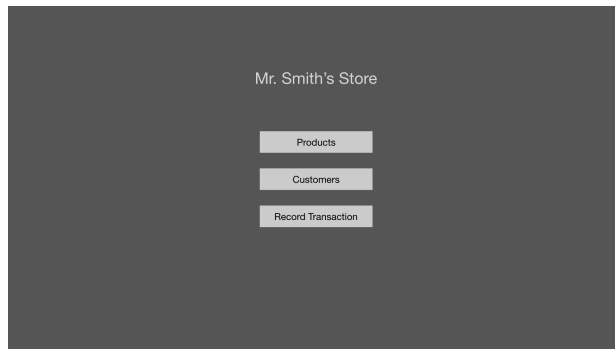 Mr. Smith's Store
Products
Customers
Record Transaction